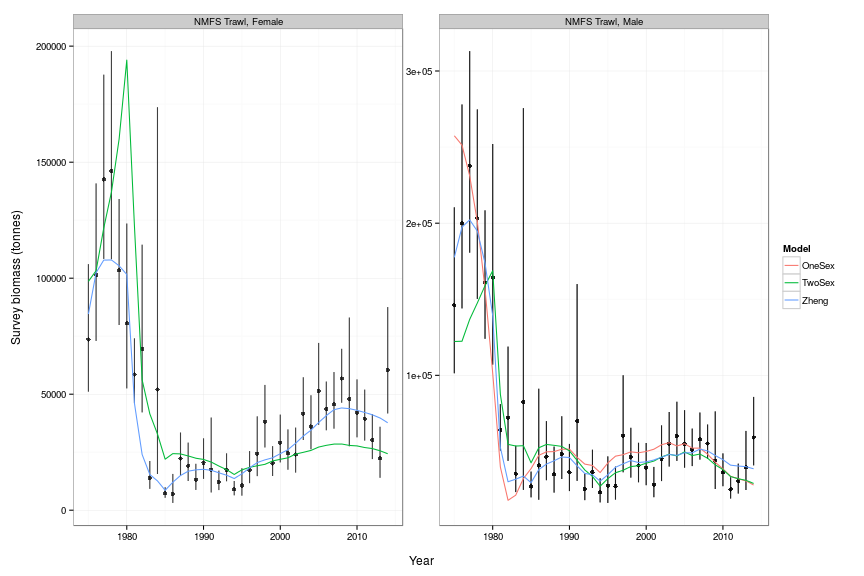 NMFS Trawl, Female
NMFS Trawl, Male
Survey biomass (tonnes)
200000
150000
100000
50000
0
3e+05
2e+05
1e+05
1980
1990
2000
2010
1980
1990
2000
2010
Year
Model
OneSex
TwoSex
Zheng